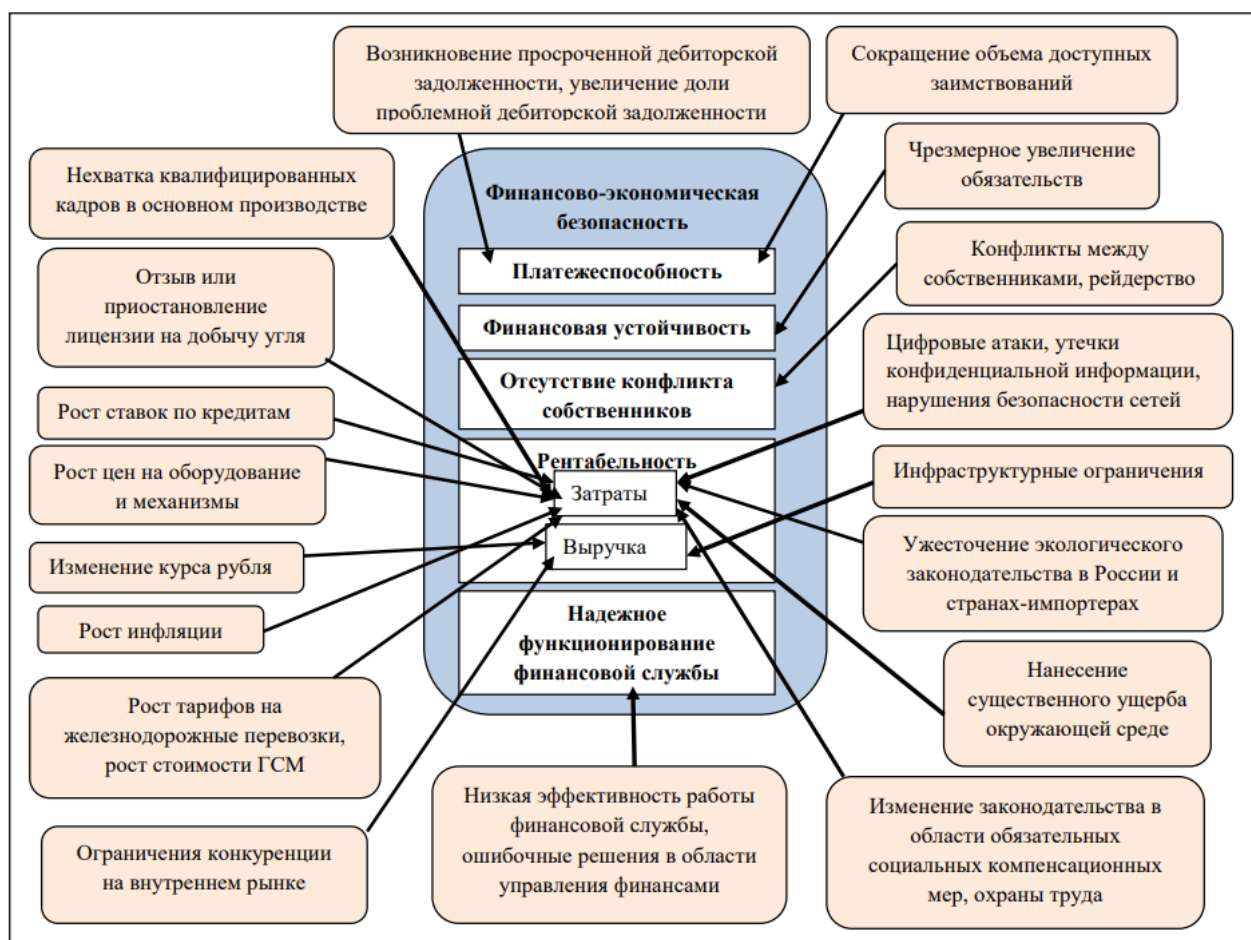 Возникновение просроченной дебиторской
задолженности, увеличение доли
проблемной дебиторской задолженности
Сокращение объема доступных
заимствований
Чрезмерное увеличение
обязательств
Нехватка квалифицированных
кадров в основном производстве
Финансово-экономическая
безопасность
Платежеспособность
Финансовая устойчивость
Отсутствие конфликта
собственников
Рентабельность
Затраты
Выручка
Надежное
функционирование
финансовой службы
Конфликты между
собственниками, рейдерство
Отзыв или
приостановление
лицензии на добычу угля
Цифровые атаки, утечки
конфиденциальной информации,
нарушения безопасности сетей
Рост ставок по кредитам
Рост цен на оборудование
и механизмы
Инфраструктурные ограничения
Изменение курса рубля
Ужесточение экологического
законодательства в России и
странах-импортерах
Рост инфляции
Нанесение
существенного ущерба
окружающей среде
Рост тарифов на
железнодорожные перевозки,
рост стоимости ГСМ
Низкая эффективность работы
финансовой службы,
ошибочные решения в области
управления финансами
Изменение законодательства в
области обязательных
социальных компенсационных
мер, охраны труда
Ограничения конкуренции
на внутреннем рынке